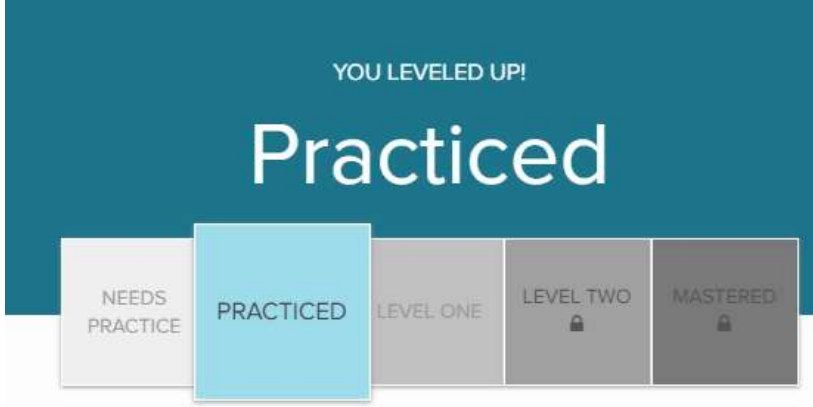 YOU LEVELED UP!
Practiced
NEEDS
PRACTICE
PRACTICED
LEVEL ONE
LEVEL TWO
MASTERED